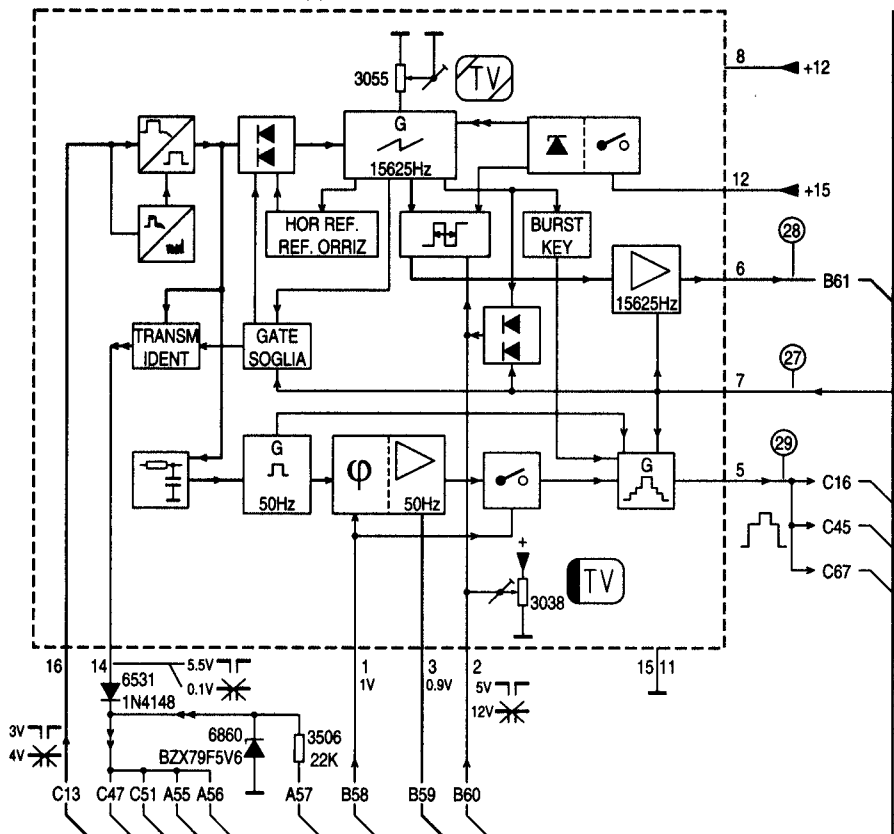 8
+12
3055
TV
G
15625Hz
12
+15
HOR REF.
REF. ORRIZ
BURST
KEY
28
6
B61
15625Hz
TRANSM
IDENT
GATE
SOGLIA
7
27
G
50Hz
φ
50Hz
G
29
5
C16
C45
C67
+
TV
3038
16
14
5.5V
0.1V
1
1V
3
0.9V
2
5V
12V
15
11
6531
1N4148
3V
4V
6860
BZX79F5V6
3506
22K
C13
C47
C51
A55
A56
A57
B58
B59
B60